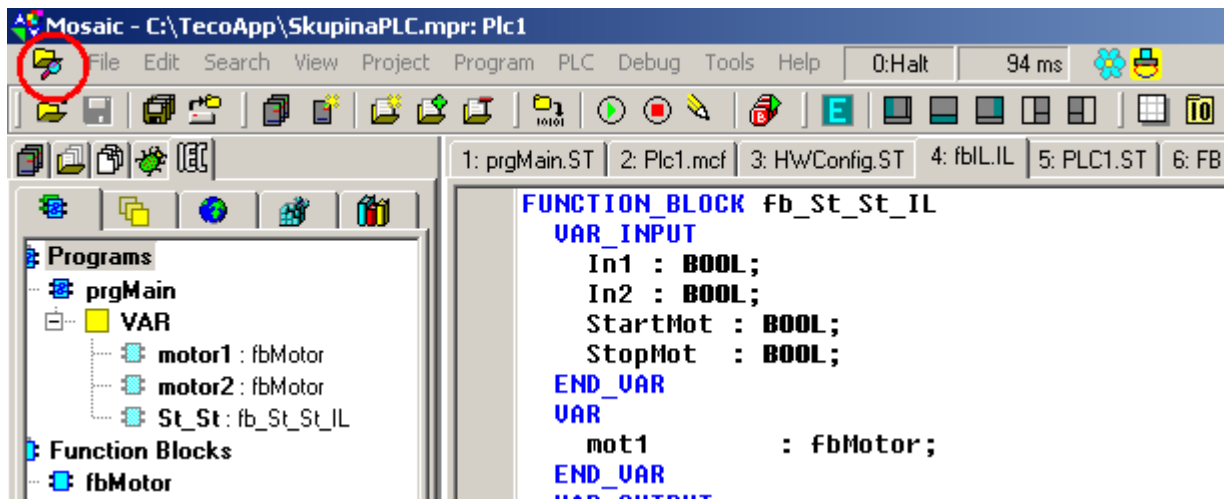 Mosaic - C:\TecoApp\SkupinaPLC.mpr: Plc1
File Edit Search View Project Program PLC Debug Tools Help 0:Halt 94 ms
1: prgMain.ST 2: Plc1.mcf 3: HWConfig.ST 4: fbIL.IL 5: PLC1.ST 6: FB
Programs
prgMain
VAR
motor1 : fbMotor
motor2 : fbMotor
St_St : fb_St_St_IL
Function Blocks
fbMotor
FUNCTION_BLOCK fb_St_St_IL
VAR_INPUT
In1 : BOOL;
In2 : BOOL;
StartMot : BOOL;
StopMot : BOOL;
END_VAR
VAR
mot1 : fbMotor;
END_VAR
VAR_OUTPUT